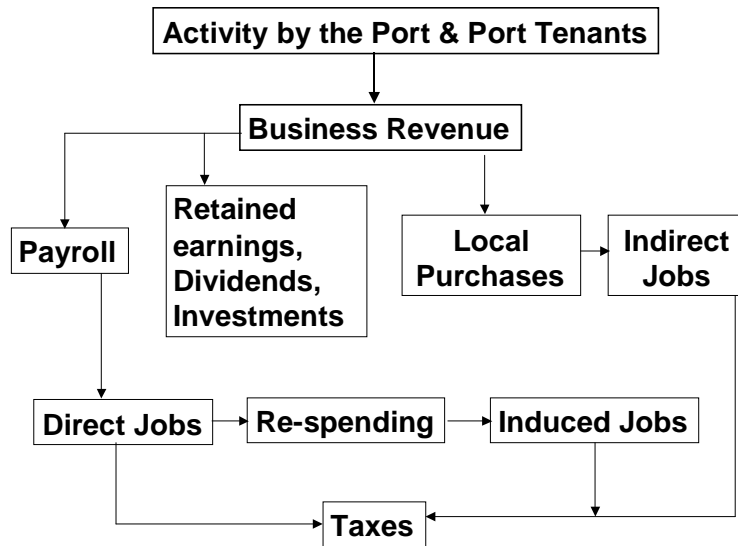 Activity by the Port & Port Tenants
Business Revenue
Payroll
Retained
earnings,
Dividends,
Investments
Local
Purchases
Indirect
Jobs
Direct Jobs
Re-spending
Induced Jobs
Taxes